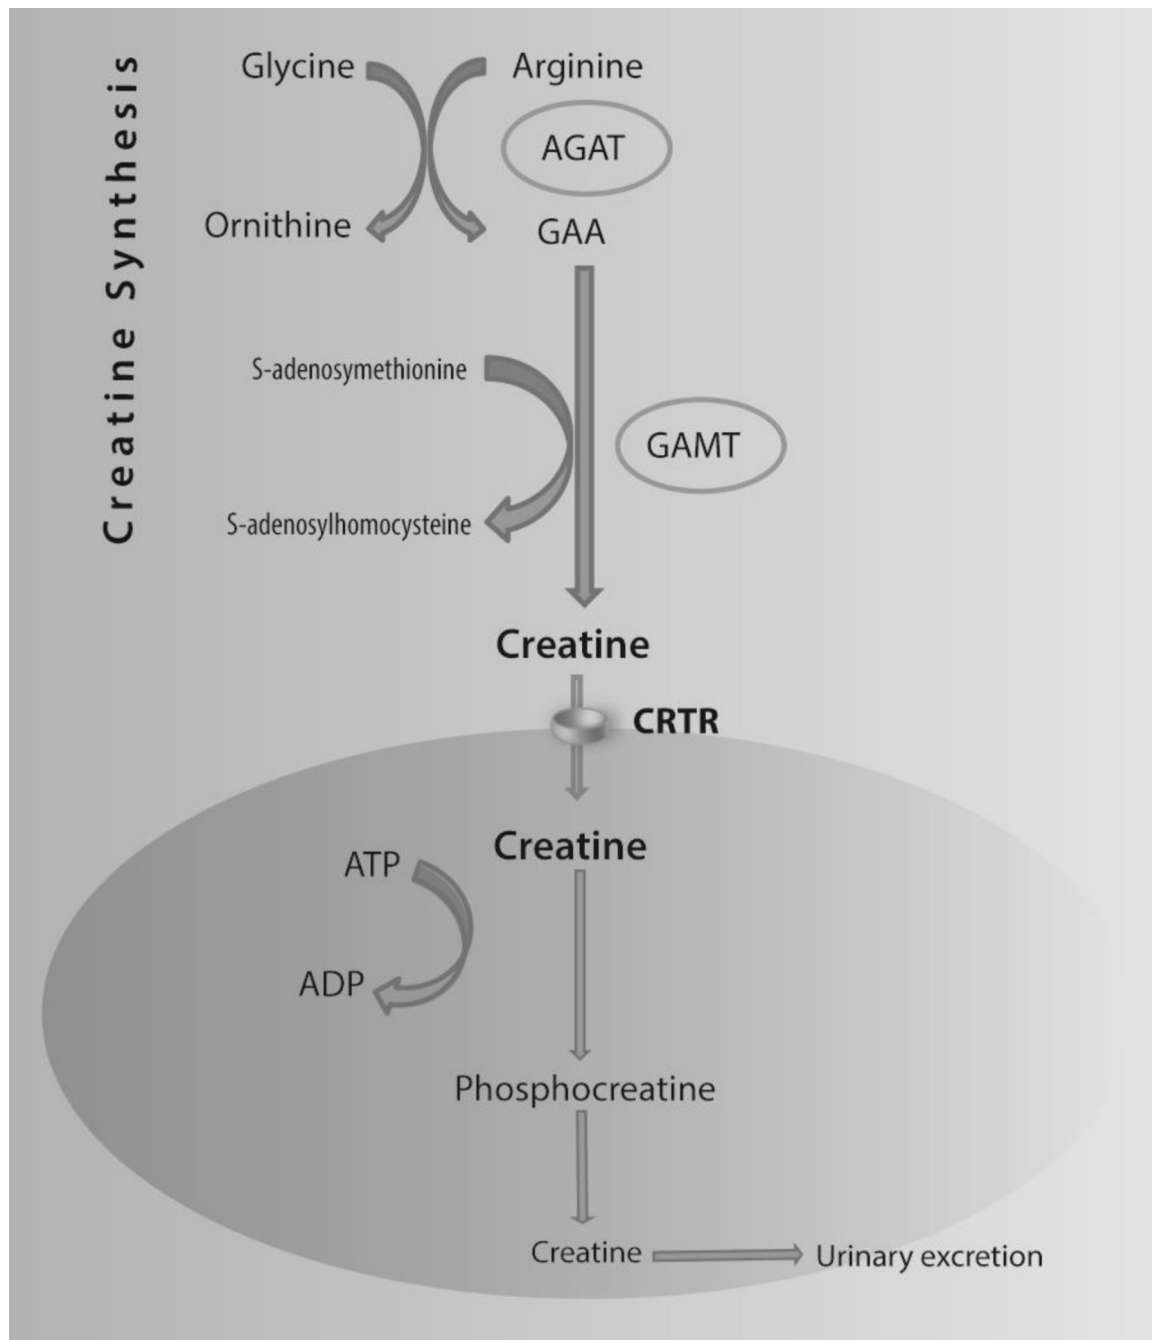 Creatine Synthesis
Glycine
Arginine
AGAT
Ornithine
GAA
S-adenosymethionine
GAMT
S-adenosylhomocysteine
Creatine
CRTR
Creatine
ATP
ADP
Phosphocreatine
Creatine
Urinary excretion